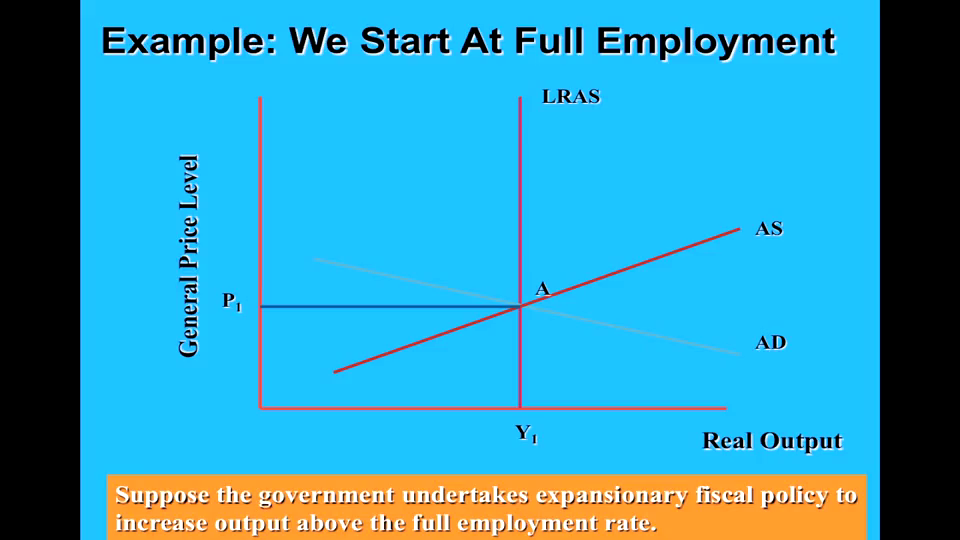 Example: We Start At Full Employment
LRAS
General Price Level
AS
A
P1
AD
Y1
Real Output
Suppose the government undertakes expansionary fiscal policy to
increase output above the full employment rate.